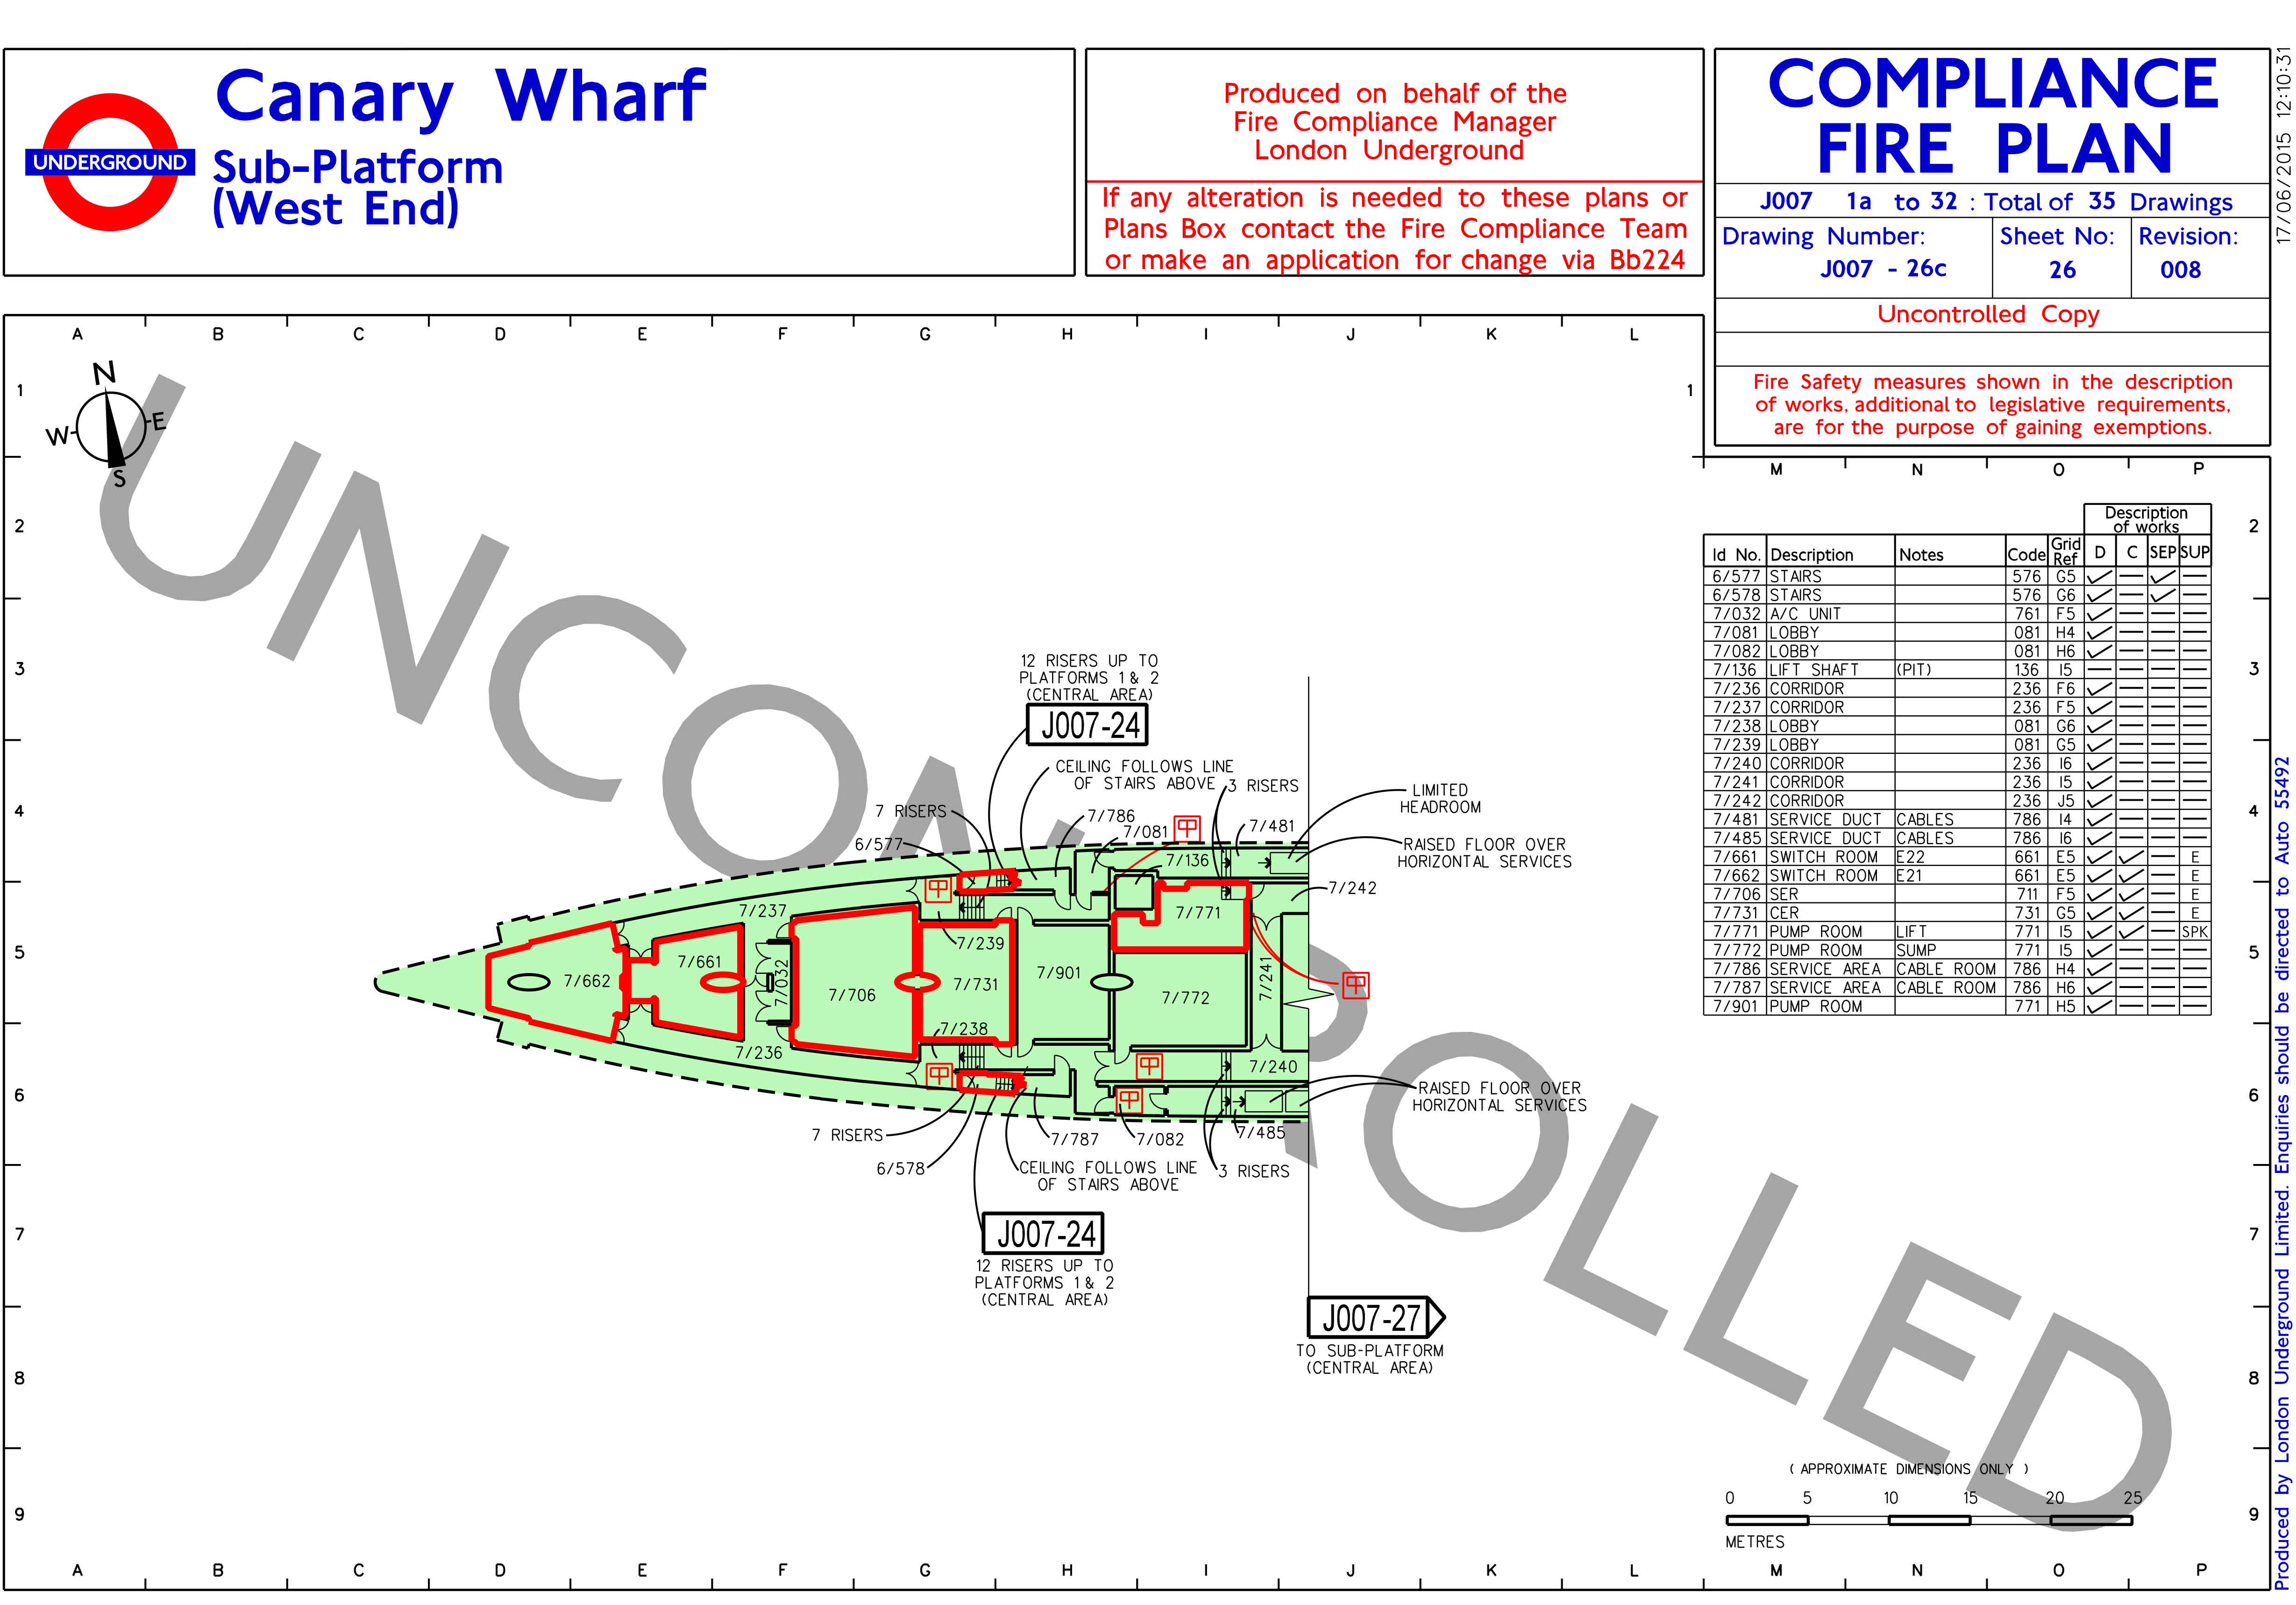 UNDERGROUND
Canary Wharf
Sub-Platform
(West End)
Produced on behalf of the
Fire Compliance Manager
London Underground
If any alteration is needed to these plans or
Plans Box contact the Fire Compliance Team
or make an application for change via Bb224
COMPLIANCE
FIRE PLAN
J007 1a to 32 : Total of 35 Drawings
Drawing Number: Sheet No: Revision:
J007 - 26c 26 008
Uncontrolled Copy
Fire Safety measures shown in the description
of works, additional to legislative requirements,
are for the purpose of gaining exemptions.
17/06/2015 12:10:31
A B C D E F G H I J K L
M N O P
N
W E
S
1 1
2 2
3 3
4 4
5 5
6 6
7 7
8 8
9 9
UNCONTROLLED
Description
of works
Id No. Description Notes Code Grid Ref D C SEP SUP
6/577 STAIRS 576 G5 ✓ — ✓ —
6/578 STAIRS 576 G6 ✓ — ✓ —
7/032 A/C UNIT 761 F5 ✓ — — —
7/081 LOBBY 081 H4 ✓ — — —
7/082 LOBBY 081 H6 ✓ — — —
7/136 LIFT SHAFT (PIT) 136 I5 — — — —
7/236 CORRIDOR 236 F6 ✓ — — —
7/237 CORRIDOR 236 F5 ✓ — — —
7/238 LOBBY 081 G6 ✓ — — —
7/239 LOBBY 081 G5 ✓ — — —
7/240 CORRIDOR 236 I6 ✓ — — —
7/241 CORRIDOR 236 I5 ✓ — — —
7/242 CORRIDOR 236 J5 ✓ — — —
7/481 SERVICE DUCT CABLES 786 I4 ✓ — — —
7/485 SERVICE DUCT CABLES 786 I6 ✓ — — —
7/661 SWITCH ROOM E22 661 E5 ✓ ✓ — E
7/662 SWITCH ROOM E21 661 E5 ✓ ✓ — E
7/706 SER 711 F5 ✓ ✓ — E
7/731 CER 731 G5 ✓ ✓ — E
7/771 PUMP ROOM LIFT 771 I5 ✓ ✓ — SPK
7/772 PUMP ROOM SUMP 771 I5 ✓ — — —
7/786 SERVICE AREA CABLE ROOM 786 H4 ✓ — — —
7/787 SERVICE AREA CABLE ROOM 786 H6 ✓ — — —
7/901 PUMP ROOM 771 H5 ✓ — — —
12 RISERS UP TO
PLATFORMS 1 & 2
(CENTRAL AREA)
J007-24
CEILING FOLLOWS LINE
OF STAIRS ABOVE
3 RISERS
LIMITED
HEADROOM
7 RISERS
7/786
7/081
7/481
6/577
RAISED FLOOR OVER
HORIZONTAL SERVICES
7/136
7/242
7/237
7/771
7/239
7/662
7/661
7/032
7/706
7/731
7/901
7/772
7/241
7/238
7/236
7/240
RAISED FLOOR OVER
HORIZONTAL SERVICES
7 RISERS
7/787
7/082
7/485
6/578
CEILING FOLLOWS LINE
OF STAIRS ABOVE
3 RISERS
J007-24
12 RISERS UP TO
PLATFORMS 1 & 2
(CENTRAL AREA)
J007-27
TO SUB-PLATFORM
(CENTRAL AREA)
( APPROXIMATE DIMENSIONS ONLY )
0 5 10 15 20 25
METRES
A B C D E F G H I J K L M N O P
Produced by London Underground Limited. Enquiries should be directed to Auto 55492